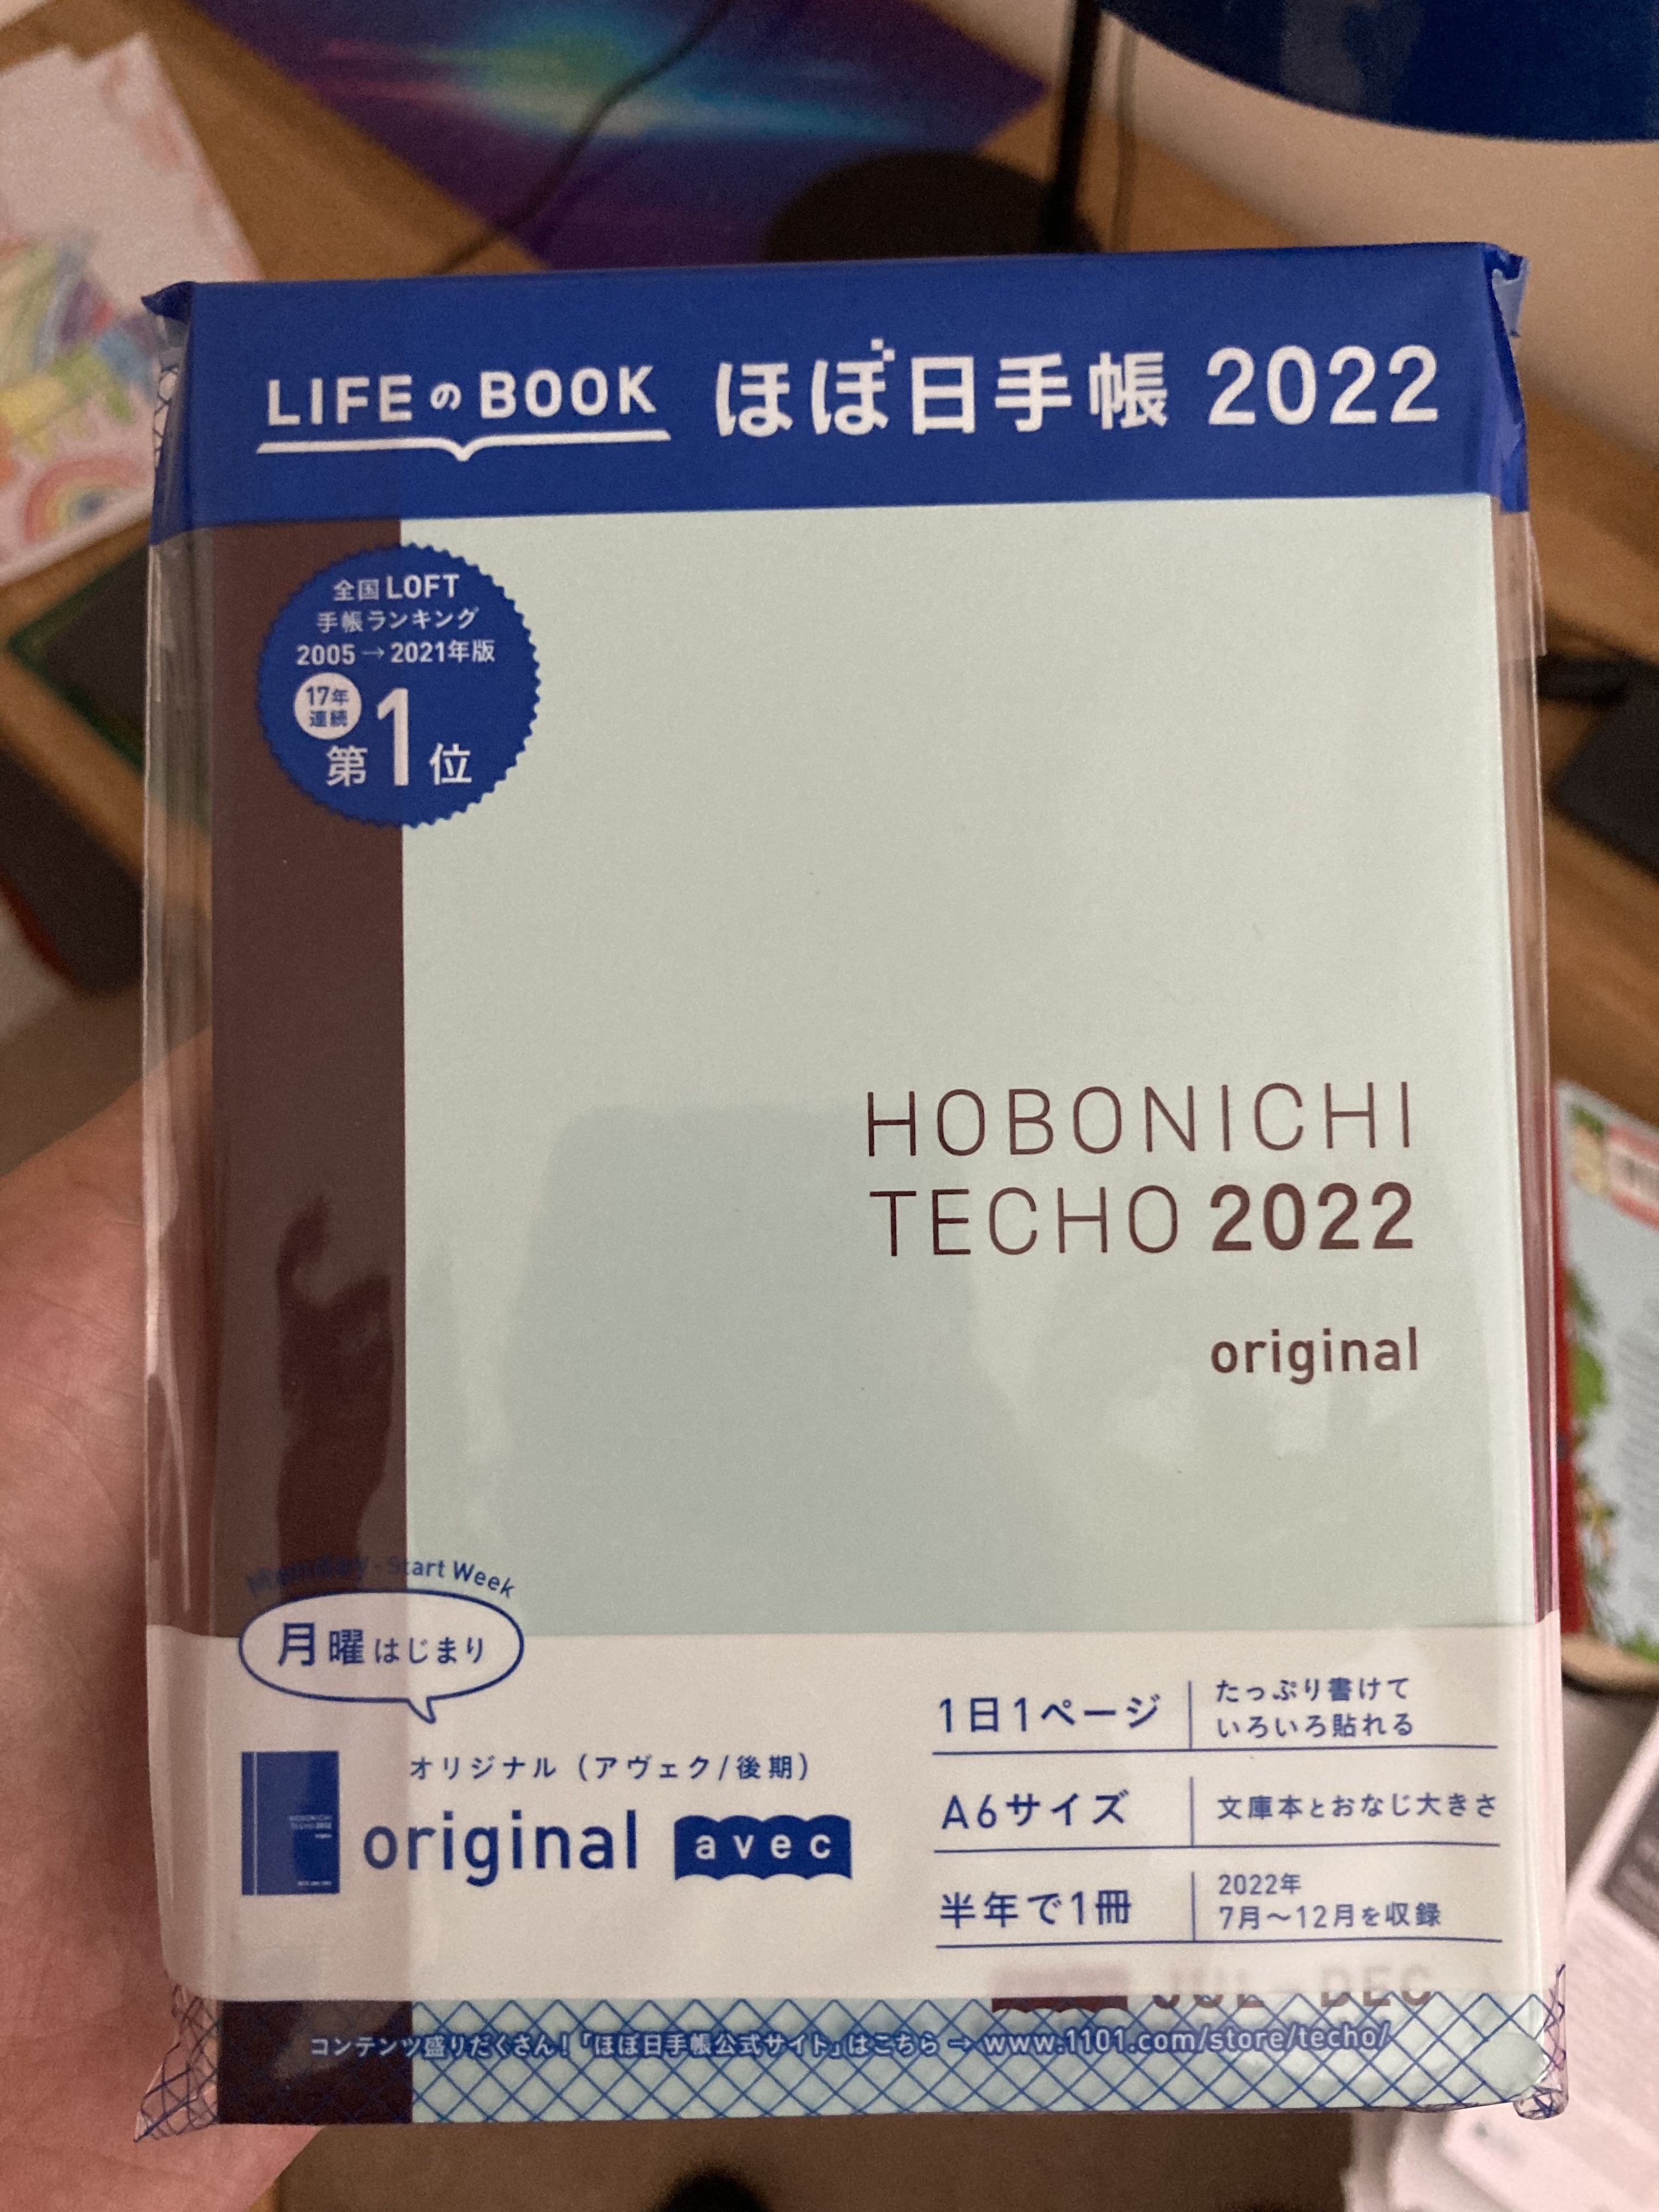 LIFEのBOOK ほぼ日手帳 2022
全国LOFT
手帳ランキング
2005→2021年版
17年
連続
第1位
HOBONICHI
TECHO 2022
original
Monday-Start Week
月曜はじまり
オリジナル（アヴェク/後期）
original avec
1日1ページ
たっぷり書けて
いろいろ貼れる
A6サイズ
文庫本とおなじ大きさ
半年で1冊
2022年
7月〜12月を収録
JUL – DEC
コンテンツ盛りだくさん！「ほぼ日手帳公式サイト」はこちら→www.1101.com/store/techo/